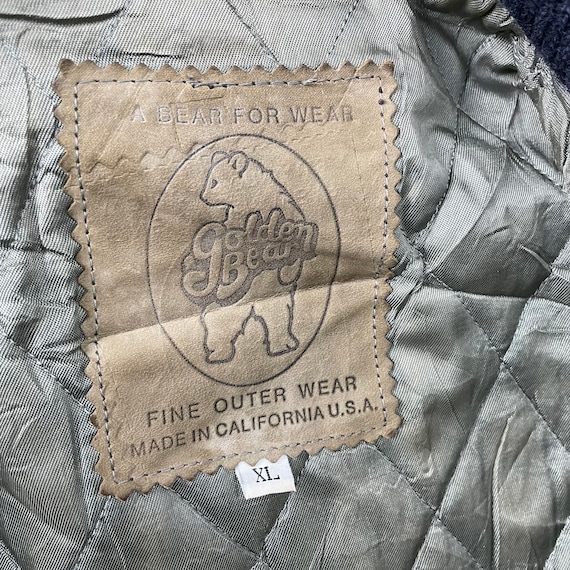 A BEAR FOR WEAR
Golden
Bear
FINE OUTER WEAR
MADE IN CALIFORNIA U.S.A.
XL